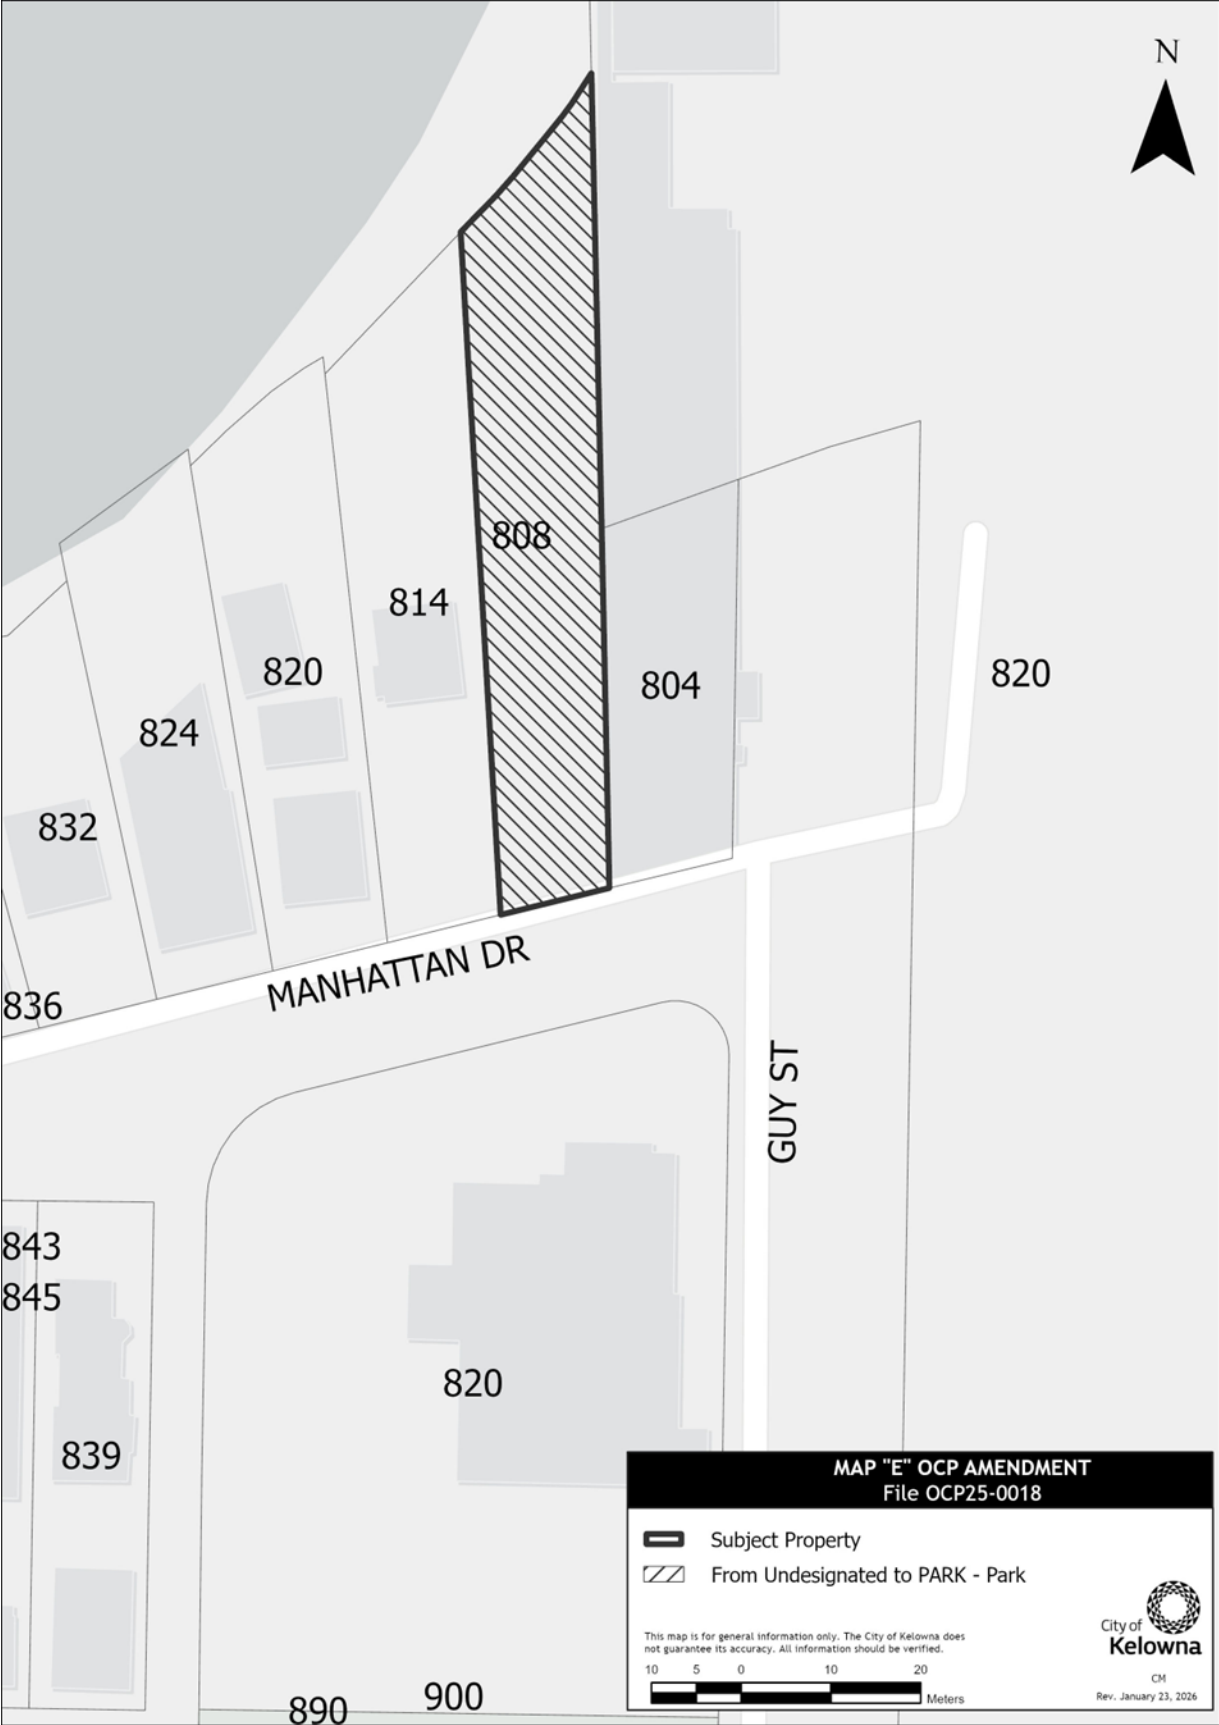 N
808
814
820
804
820
824
832
836
MANHATTAN DR
GUY ST
843
845
820
839
900
890
MAP "E" OCP AMENDMENT
File OCP25-0018
Subject Property
From Undesignated to PARK - Park
This map is for general information only. The City of Kelowna does
not guarantee its accuracy. All information should be verified.
10 5 0 10 20
Meters
City of
Kelowna
CM
Rev. January 23, 2026